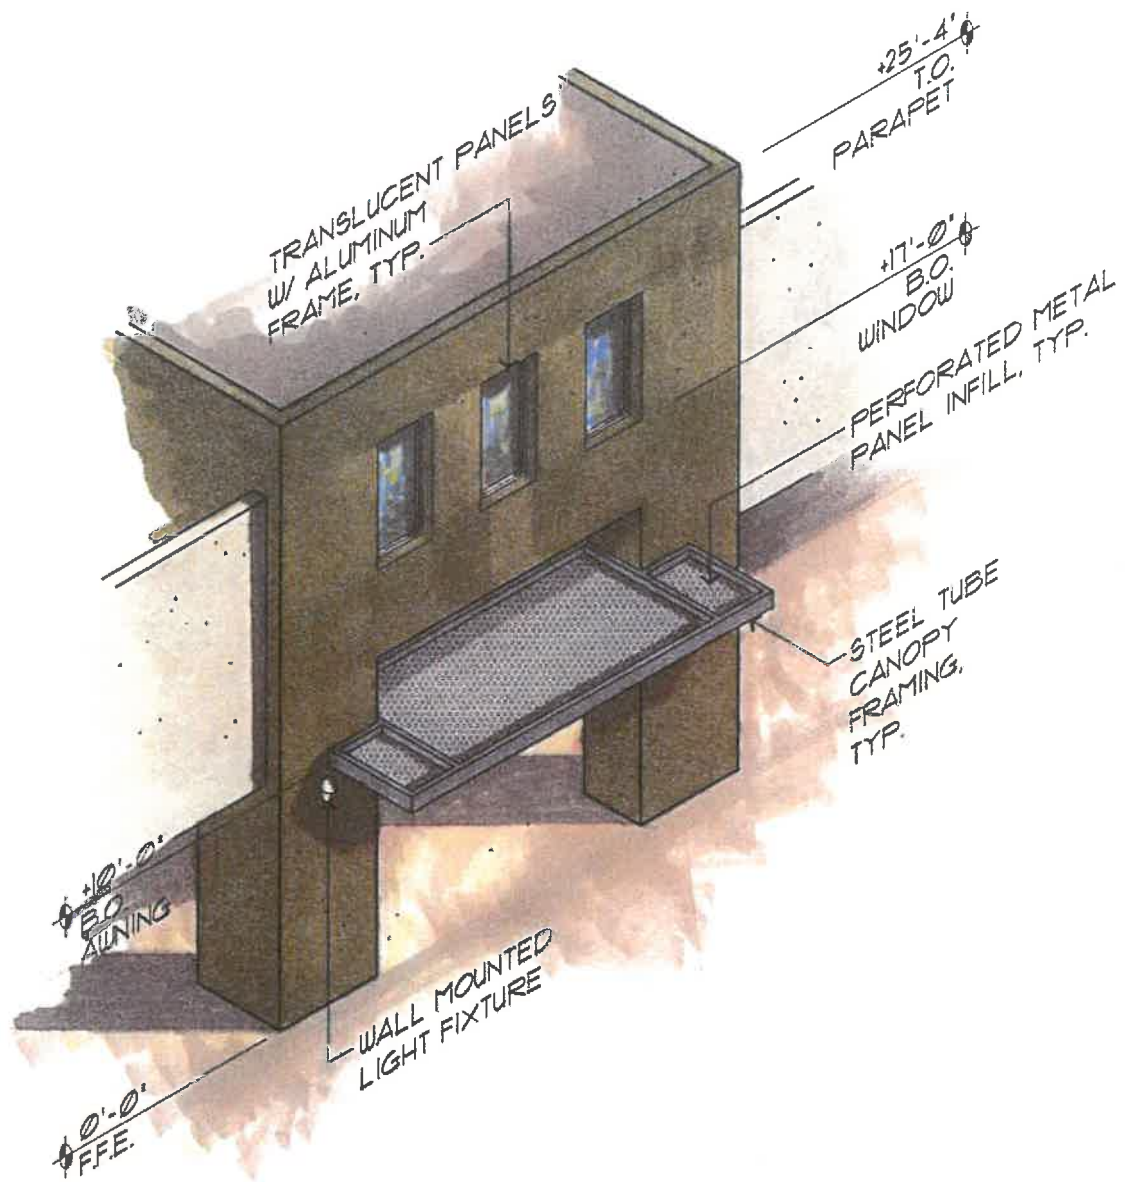 +25'-4"
T.O.
PARAPET
TRANSLUCENT PANELS
W/ ALUMINUM
FRAME, TYP.
+17'-0"
B.O.
WINDOW
PERFORATED METAL
PANEL INFILL, TYP.
STEEL TUBE
CANOPY
FRAMING,
TYP.
+10'-0"
B.O.
AWNING
WALL MOUNTED
LIGHT FIXTURE
0'-0"
F.F.E.